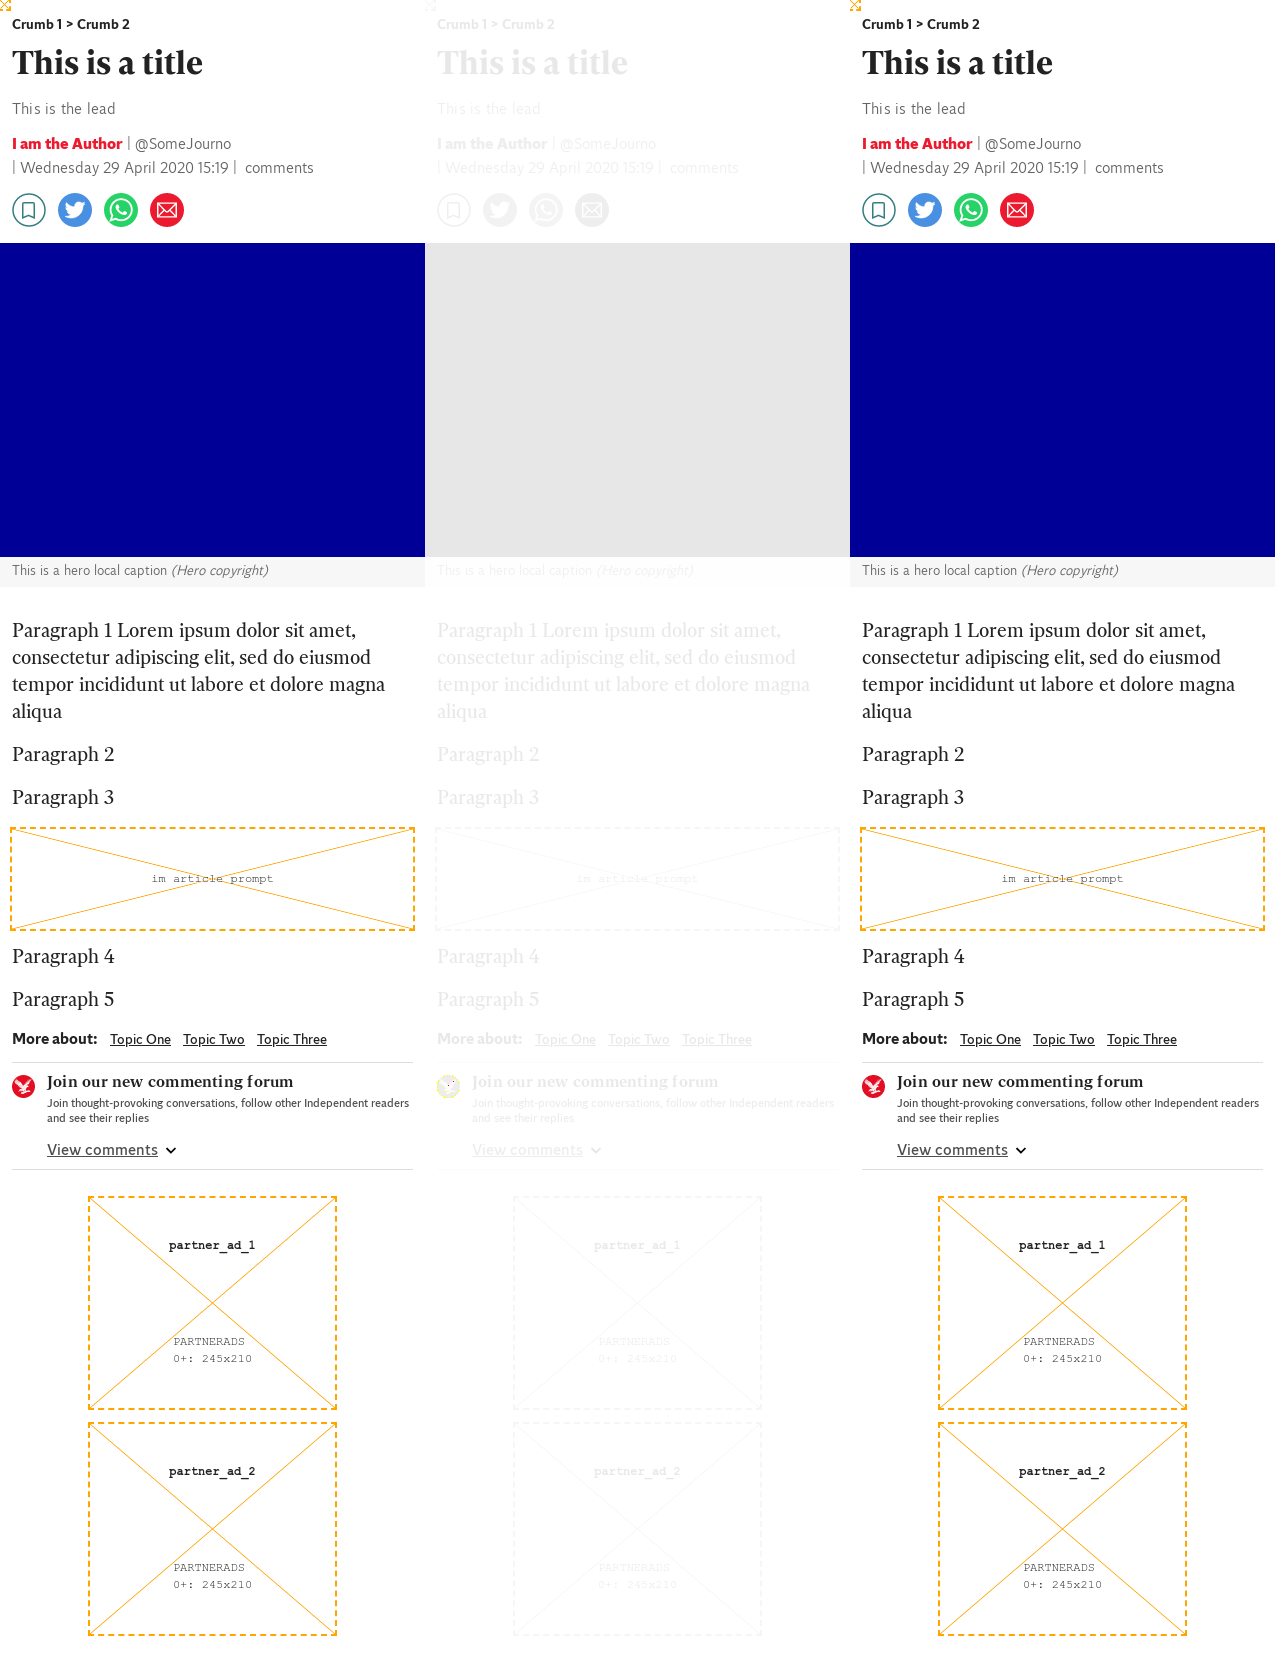 Crumb 1 > Crumb 2
This is a title
This is the lead
I am the Author | @SomeJourno
| Wednesday 29 April 2020 15:19 | comments
This is a hero local caption (Hero copyright)
Paragraph 1 Lorem ipsum dolor sit amet,
consectetur adipiscing elit, sed do eiusmod
tempor incididunt ut labore et dolore magna
aliqua
Paragraph 2
Paragraph 3
im article prompt
Paragraph 4
Paragraph 5
More about: Topic One Topic Two Topic Three
Join our new commenting forum
Join thought-provoking conversations, follow other Independent readers
and see their replies
View comments
partner_ad_1
PARTNERADS
0+: 245x210
partner_ad_2
PARTNERADS
0+: 245x210
Crumb 1 > Crumb 2
This is a title
This is the lead
I am the Author | @SomeJourno
| Wednesday 29 April 2020 15:19 | comments
This is a hero local caption (Hero copyright)
Paragraph 1 Lorem ipsum dolor sit amet,
consectetur adipiscing elit, sed do eiusmod
tempor incididunt ut labore et dolore magna
aliqua
Paragraph 2
Paragraph 3
im article prompt
Paragraph 4
Paragraph 5
More about: Topic One Topic Two Topic Three
Join our new commenting forum
Join thought-provoking conversations, follow other Independent readers
and see their replies
View comments
partner_ad_1
PARTNERADS
0+: 245x210
partner_ad_2
PARTNERADS
0+: 245x210
Crumb 1 > Crumb 2
This is a title
This is the lead
I am the Author | @SomeJourno
| Wednesday 29 April 2020 15:19 | comments
This is a hero local caption (Hero copyright)
Paragraph 1 Lorem ipsum dolor sit amet,
consectetur adipiscing elit, sed do eiusmod
tempor incididunt ut labore et dolore magna
aliqua
Paragraph 2
Paragraph 3
im article prompt
Paragraph 4
Paragraph 5
More about: Topic One Topic Two Topic Three
Join our new commenting forum
Join thought-provoking conversations, follow other Independent readers
and see their replies
View comments
partner_ad_1
PARTNERADS
0+: 245x210
partner_ad_2
PARTNERADS
0+: 245x210